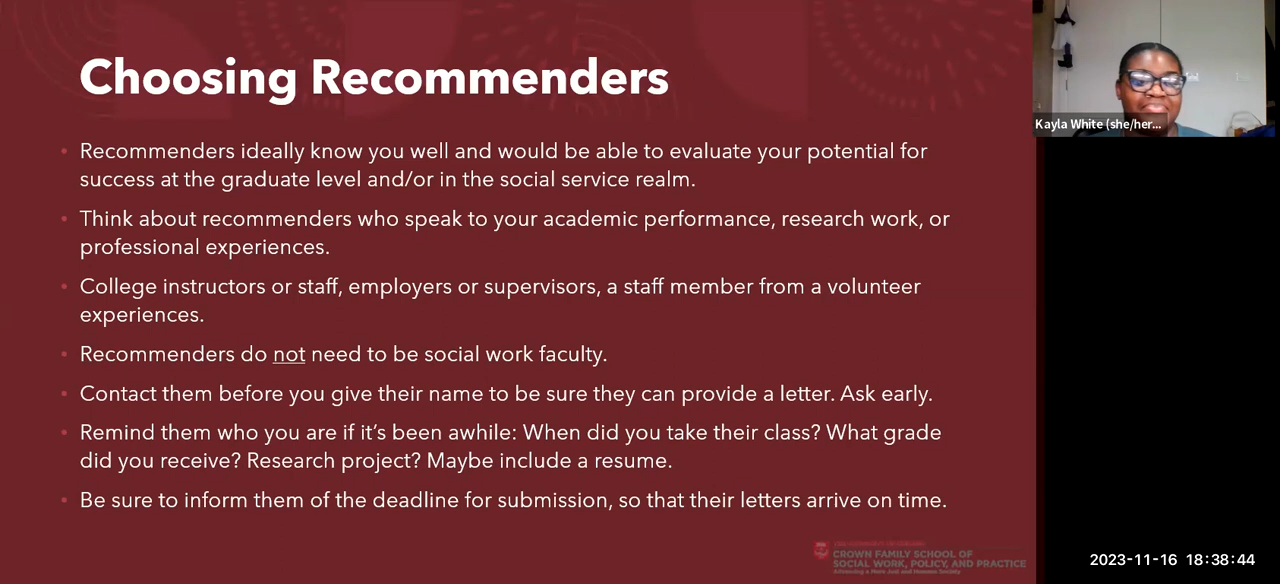 Choosing Recommenders
Kayla White (she/her...
• Recommenders ideally know you well and would be able to evaluate your potential for
success at the graduate level and/or in the social service realm.
• Think about recommenders who speak to your academic performance, research work, or
professional experiences.
• College instructors or staff, employers or supervisors, a staff member from a volunteer
experiences.
• Recommenders do not need to be social work faculty.
• Contact them before you give their name to be sure they can provide a letter. Ask early.
• Remind them who you are if it’s been awhile: When did you take their class? What grade
did you receive? Research project? Maybe include a resume.
• Be sure to inform them of the deadline for submission, so that their letters arrive on time.
CROWN FAMILY SCHOOL OF
SOCIAL WORK, POLICY, AND PRACTICE
Advancing a More Just and Humane Society
2023-11-16 18:38:44